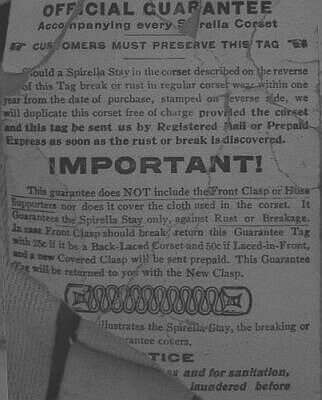 OFFICIAL GUARANTEE
Accompanying every Spirella Corset
CUSTOMERS MUST PRESERVE THIS TAG
Should a Spirella Stay in the corset described on the reverse
of this Tag break or rust in regular corset wear within one
year from the date of purchase, stamped on reverse side, we
will duplicate this corset free of charge provided the corset
and this tag be sent us by Registered Mail or Prepaid
Express as soon as the rust or break is discovered.
IMPORTANT!
This guarantee does NOT include the Front Clasp or Hose
Supporters nor does it cover the cloth used in the corset. It
Guarantees the Spirella Stay only, against Rust or Breakage.
In case Front Clasp should break return this Guarantee Tag
with 25c if it be a Back-Laced Corset and 50c if Laced-in-Front,
and a new Covered Clasp will be sent prepaid. This Guarantee
Tag will be returned to you with the New Clasp.
illustrates the Spirella Stay, the breaking or
guarantee covers.
TICE
s and for sanitation,
laundered before